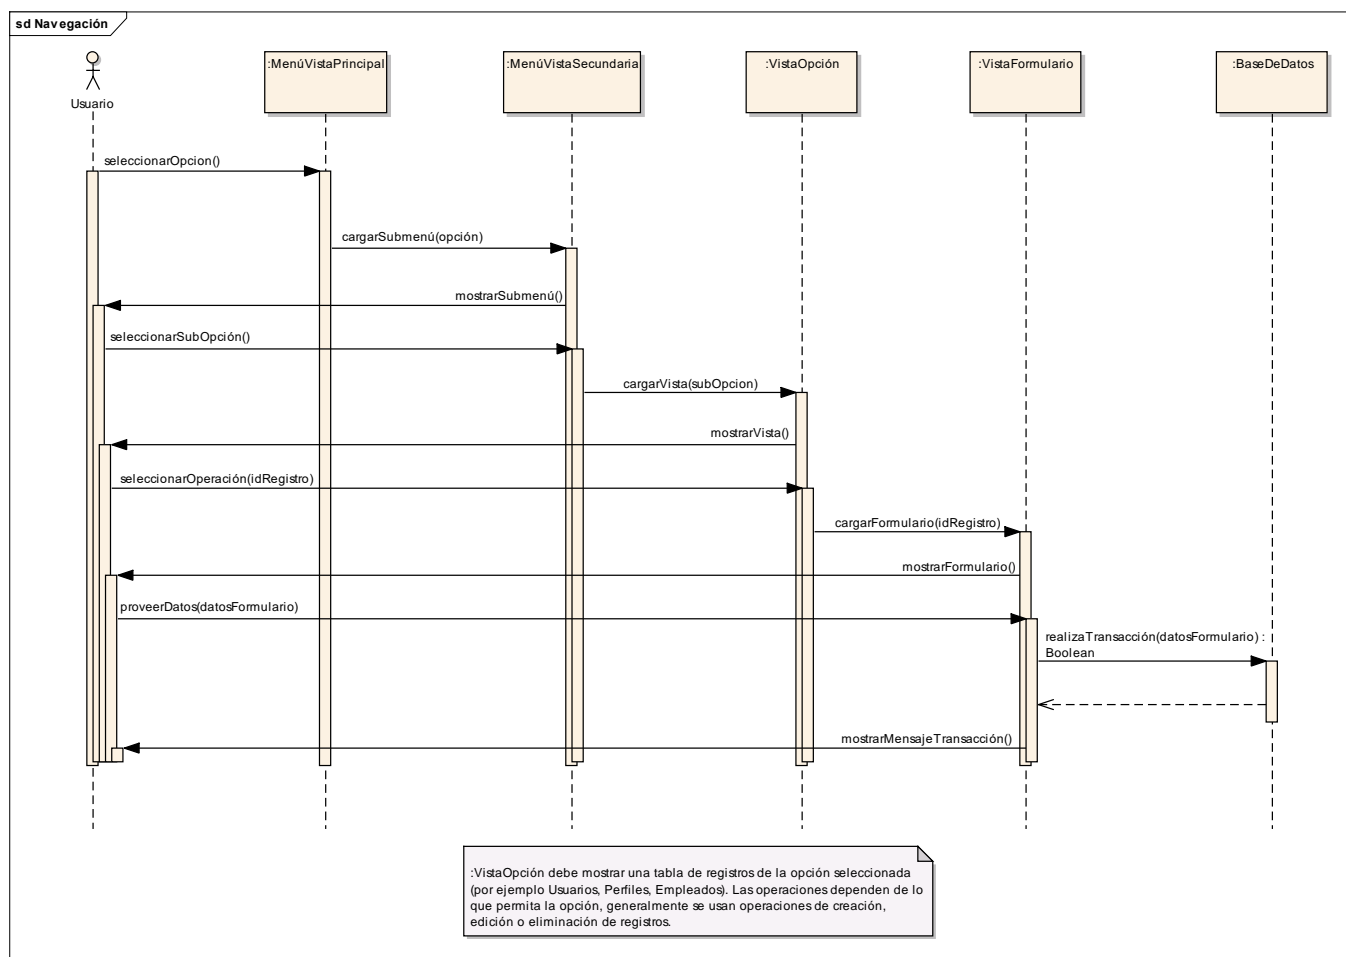 sd Navegación
Usuario
:MenúVistaPrincipal
:MenúVistaSecundaria
:VistaOpción
:VistaFormulario
:BaseDeDatos
seleccionarOpcion()
cargarSubmenú(opción)
mostrarSubmenú()
seleccionarSubOpción()
cargarVista(subOpcion)
mostrarVista()
seleccionarOperación(idRegistro)
cargarFormulario(idRegistro)
mostrarFormulario()
proveerDatos(datosFormulario)
realizaTransacción(datosFormulario) :
Boolean
mostrarMensajeTransacción()
:VistaOpción debe mostrar una tabla de registros de la opción seleccionada
(por ejemplo Usuarios, Perfiles, Empleados). Las operaciones dependen de lo
que permita la opción, generalmente se usan operaciones de creación,
edición o eliminación de registros.